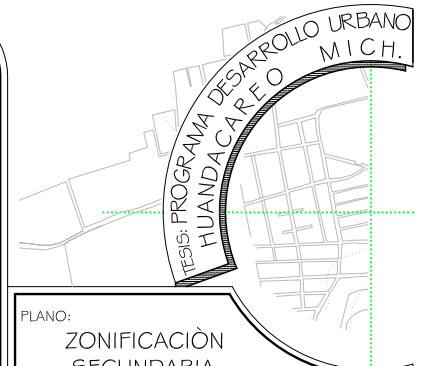 TESIS: PROGRAMA DESARROLLO URBANO
HUANDACAREO MICH.
PLANO:
ZONIFICACIÒN
SECUNDARIA